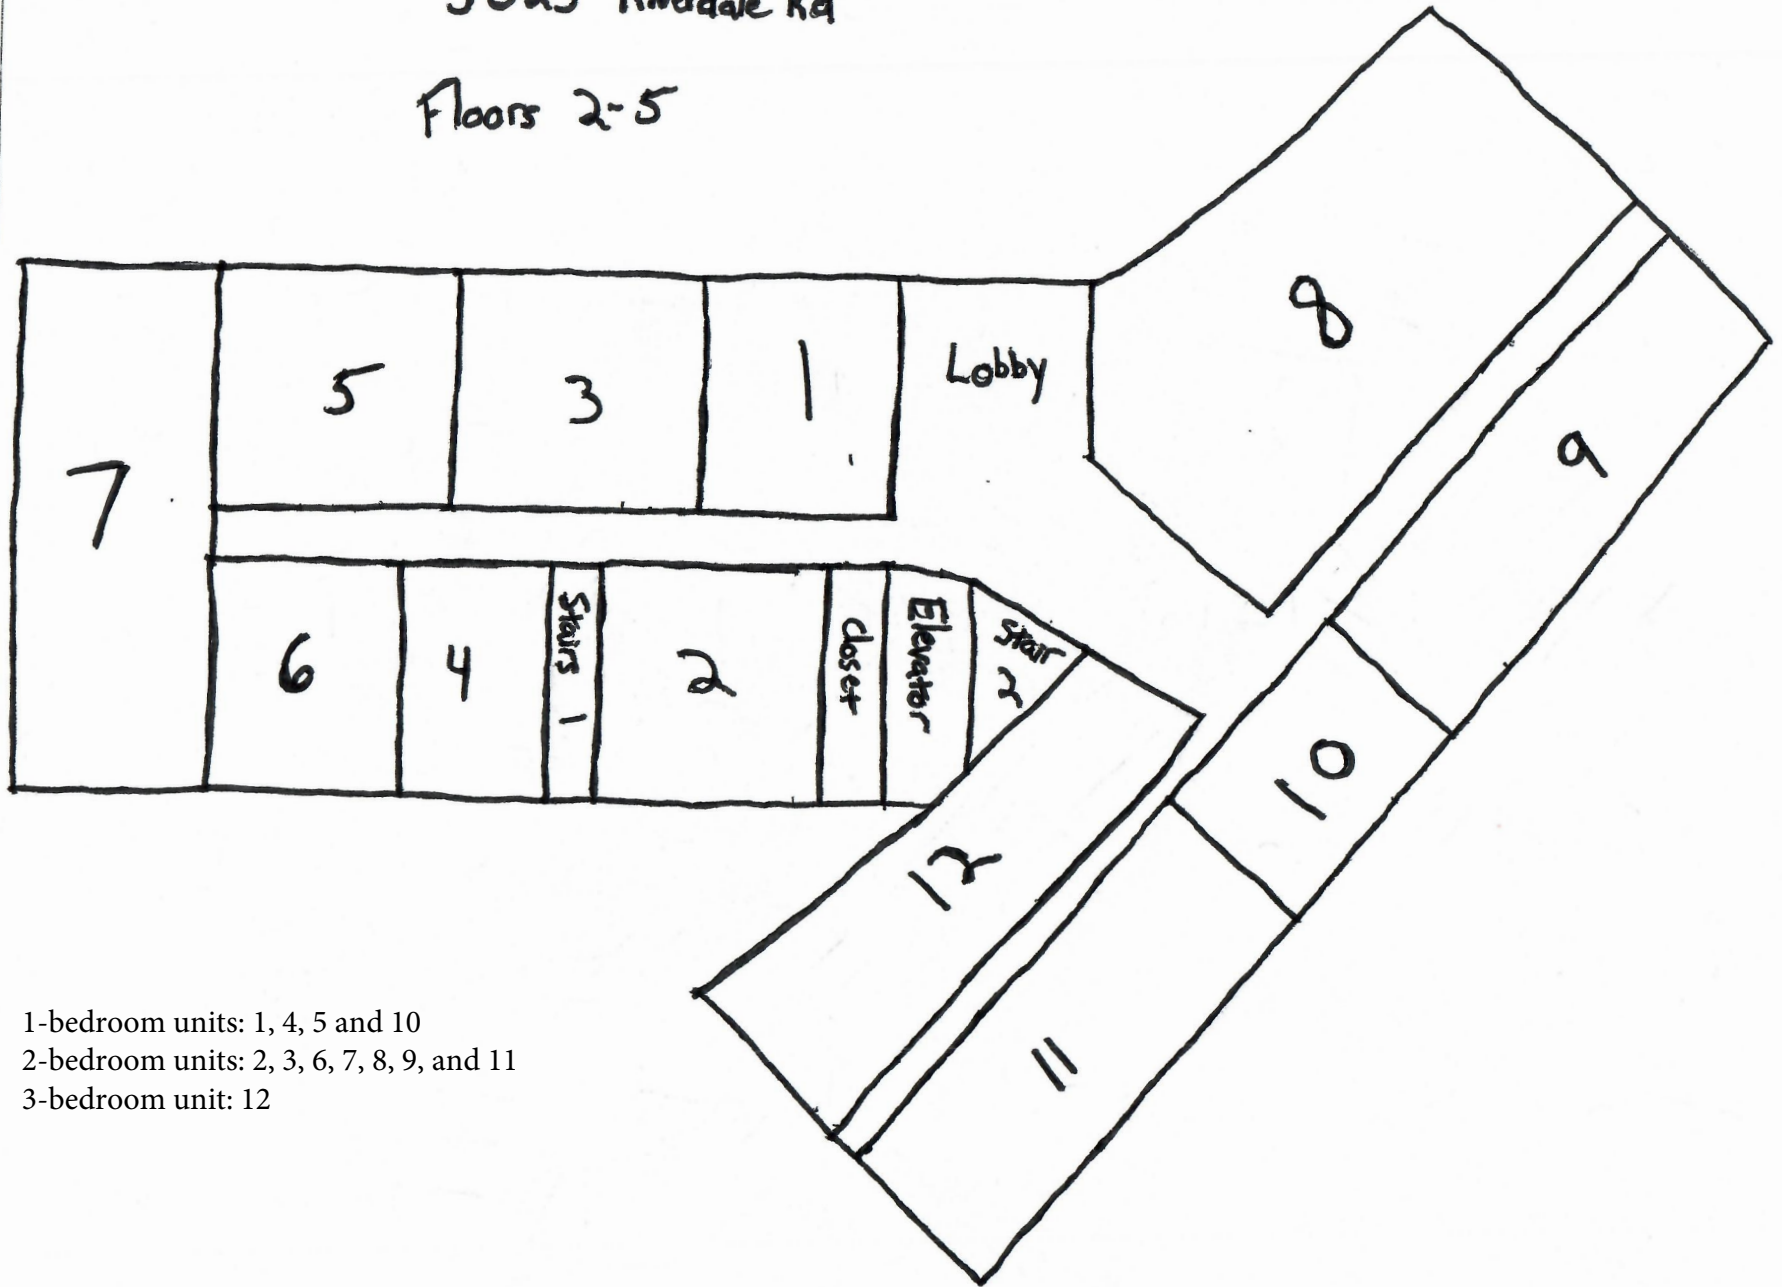 Riverdale Rd
Floors 2-5
8
Lobby
1
5
3
9
7
Stairs 1
Closet
Elevator
Stair 2
6
4
2
10
12
11
1-bedroom units: 1, 4, 5 and 10
2-bedroom units: 2, 3, 6, 7, 8, 9, and 11
3-bedroom unit: 12